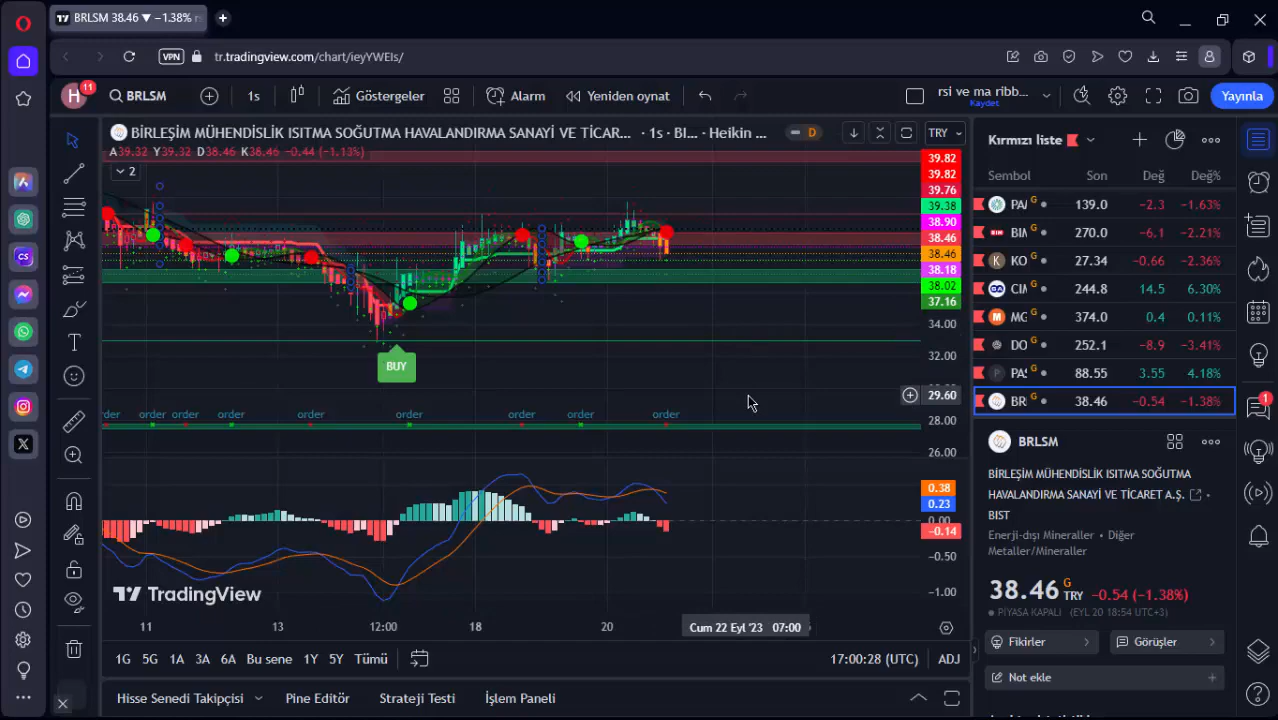 BRLSM 38.46 ▼ −1.38%
VPN
tr.tradingview.com/chart/ieyYWEIs/
H
11
BRLSM
1s
Göstergeler
Alarm
Yeniden oynat
rsi ve ma ribb...
Kaydet
Yayınla
BİRLEŞİM MÜHENDİSLİK ISITMA SOĞUTMA HAVALANDIRMA SANAYİ VE TİCAR... · 1s · BI... · Heikin ...
D
TRY
A39.32 Y39.32 D38.46 K38.46 −0.44 (−1.13%)
2
39.82
39.82
39.76
39.38
38.90
38.46
38.46
38.18
38.02
37.16
34.00
32.00
29.60
28.00
26.00
BUY
order order order order order order order order
0.38
0.23
0.00
−0.14
−0.50
−1.00
TradingView
11 13 12:00 18 20 Cum 22 Eyl '23 07:00
1G 5G 1A 3A 6A Bu sene 1Y 5Y Tümü
17:00:28 (UTC) ADJ
Hisse Senedi Takipçisi Pine Editör Strateji Testi İşlem Paneli
Kırmızı liste
Sembol Son Değ Değ%
PA G 139.0 −2.3 −1.63%
BIM G 270.0 −6.1 −2.21%
KO G 27.34 −0.66 −2.36%
CIM G 244.8 14.5 6.30%
MG G 374.0 0.4 0.11%
DO G 252.1 −8.9 −3.41%
PAS G 88.55 3.55 4.18%
BR G 38.46 −0.54 −1.38%
BRLSM
BİRLEŞİM MÜHENDİSLİK ISITMA SOĞUTMA
HAVALANDIRMA SANAYİ VE TİCARET A.Ş. •
BIST
Enerji-dışı Mineraller • Diğer
Metaller/Mineraller
38.46 G TRY −0.54 (−1.38%)
PİYASA KAPALI (EYL 20 18:54 UTC+3)
Fikirler
Görüşler
Not ekle
1